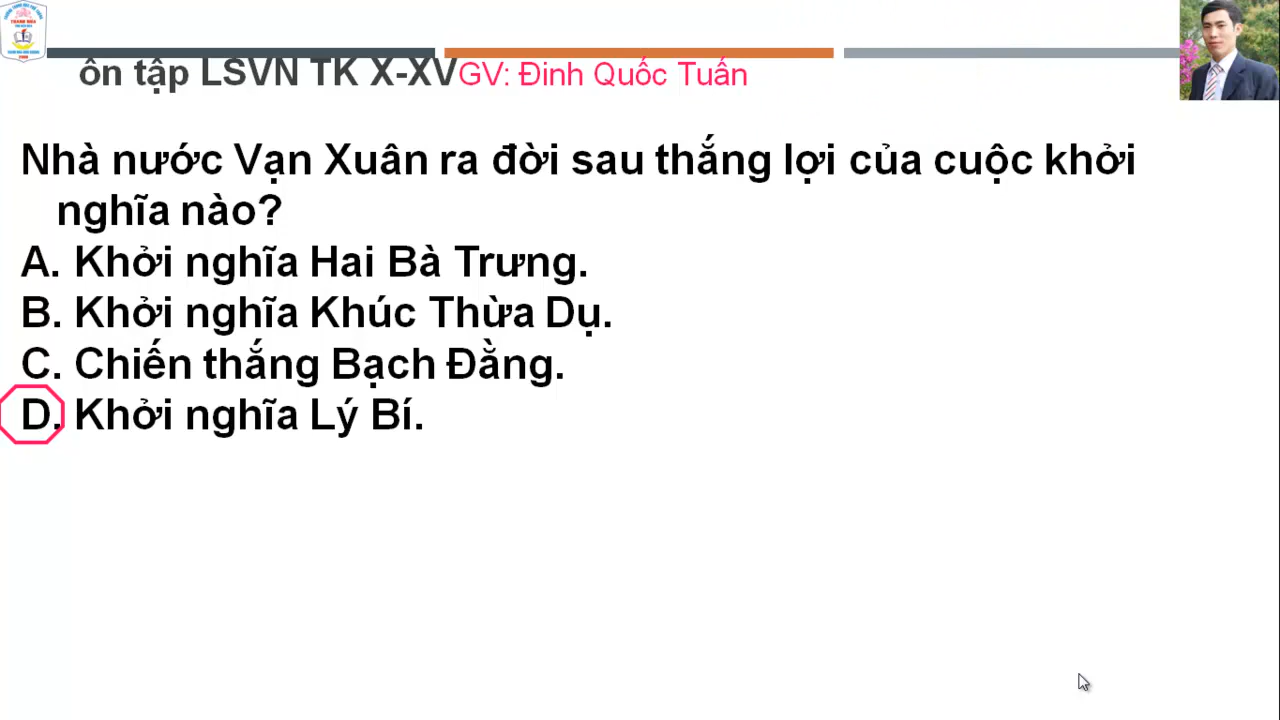 ôn tập LSVN TK X-XV GV: Đinh Quốc Tuấn
Nhà nước Vạn Xuân ra đời sau thắng lợi của cuộc khởi
nghĩa nào?
A. Khởi nghĩa Hai Bà Trưng.
B. Khởi nghĩa Khúc Thừa Dụ.
C. Chiến thắng Bạch Đằng.
D. Khởi nghĩa Lý Bí.